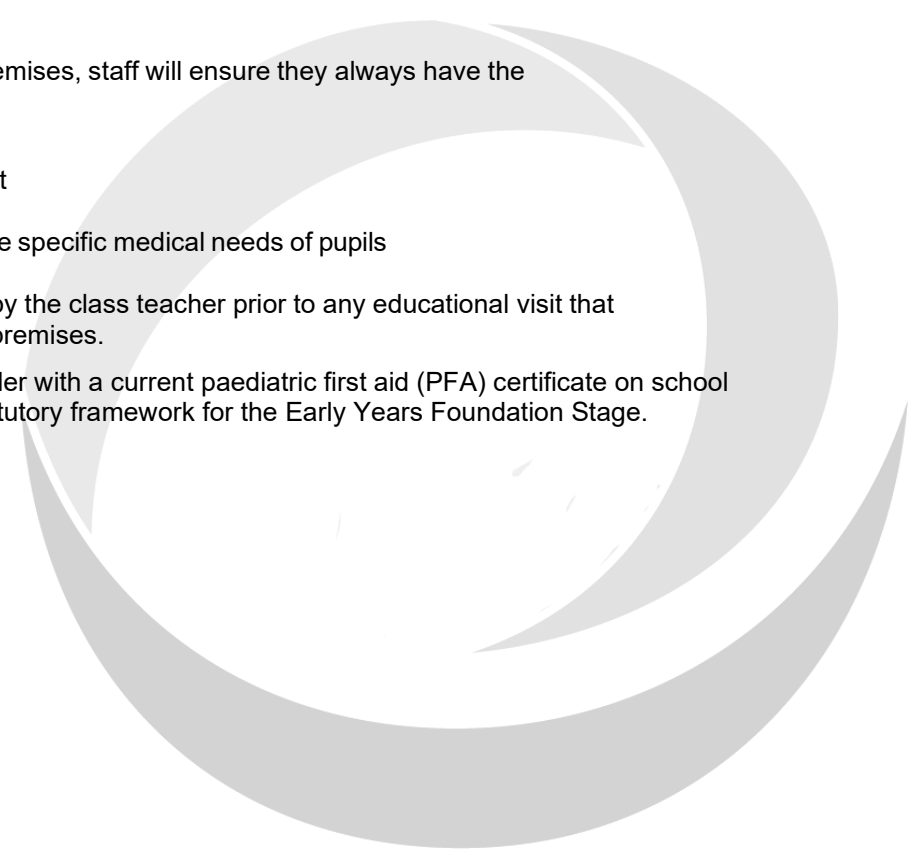 emises, staff will ensure they always have the
t
e specific medical needs of pupils
by the class teacher prior to any educational visit that
premises.
ler with a current paediatric first aid (PFA) certificate on school
tutory framework for the Early Years Foundation Stage.